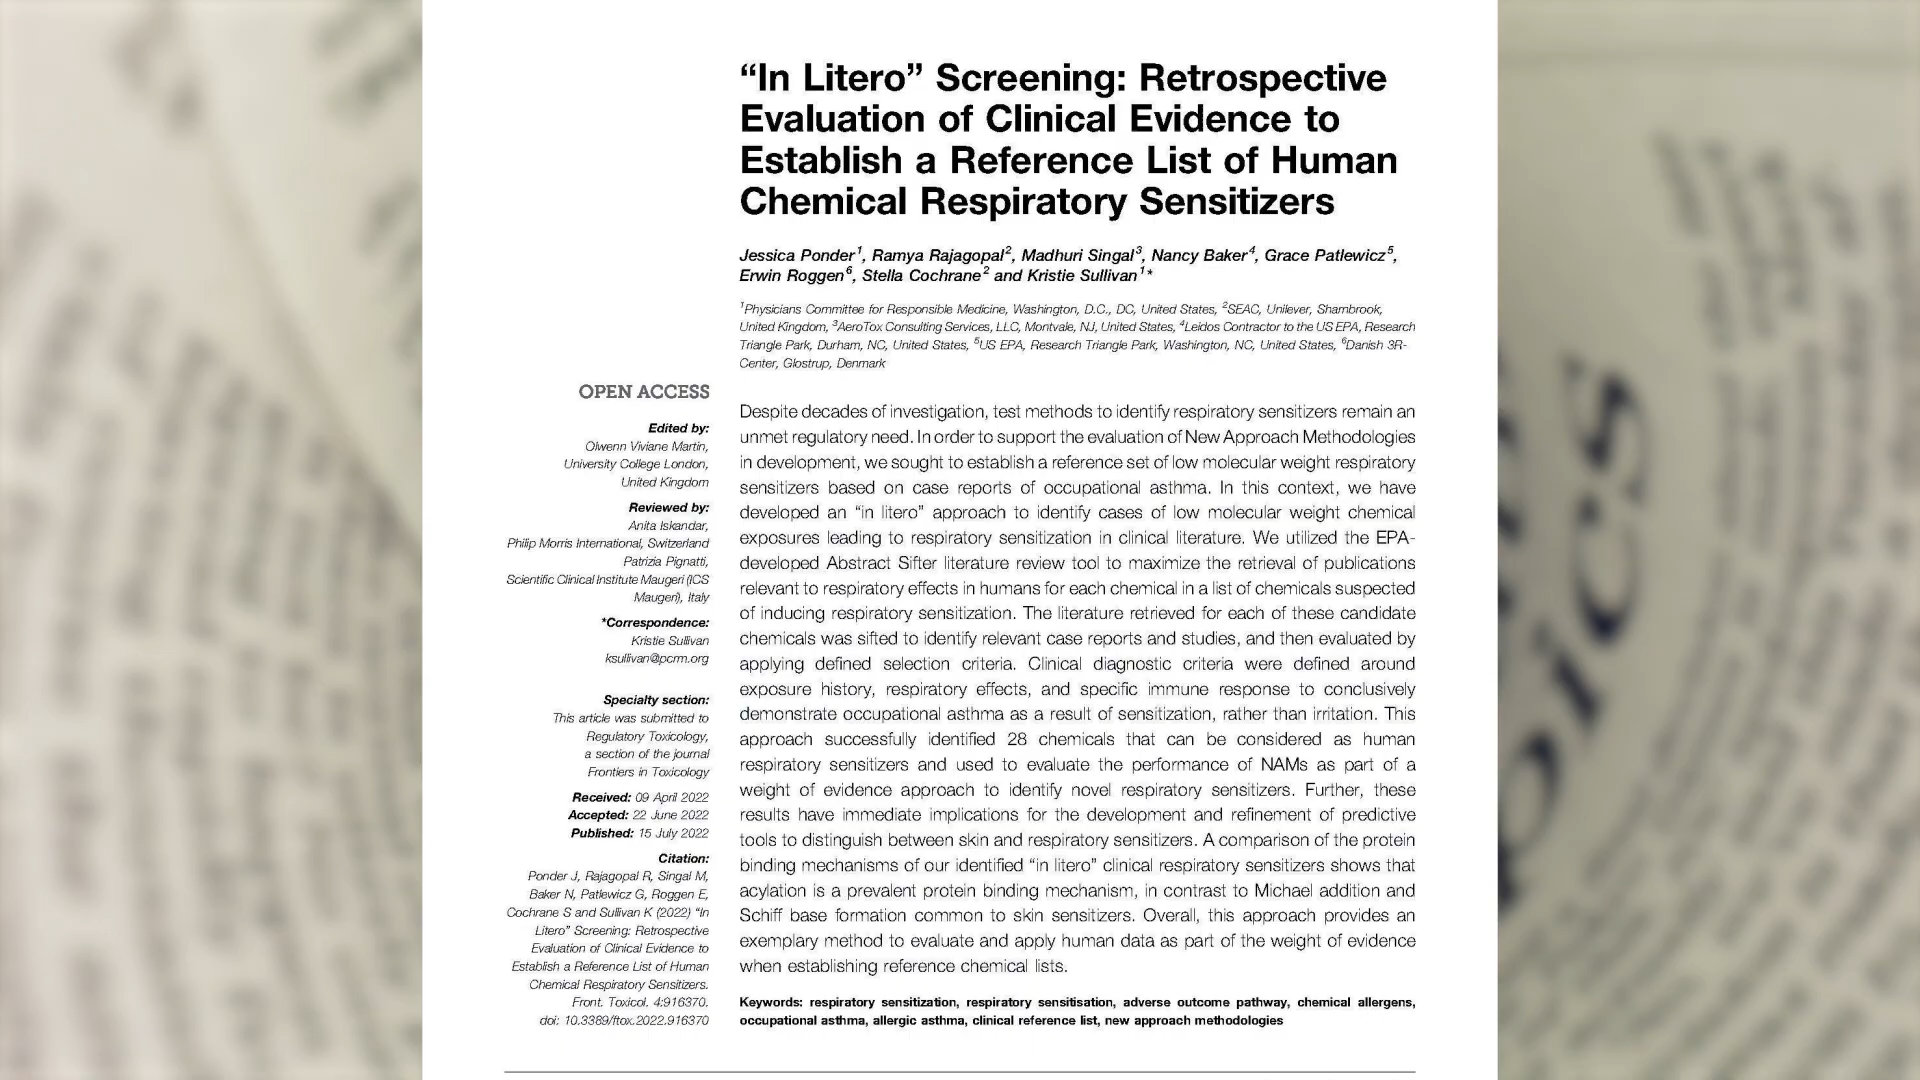 “In Litero” Screening: Retrospective
Evaluation of Clinical Evidence to
Establish a Reference List of Human
Chemical Respiratory Sensitizers
Jessica Ponder1, Ramya Rajagopal2, Madhuri Singal3, Nancy Baker4, Grace Patlewicz5,
Erwin Roggen6, Stella Cochrane2 and Kristie Sullivan1*
1Physicians Committee for Responsible Medicine, Washington, D.C., DC, United States, 2SEAC, Unilever, Sharnbrook,
United Kingdom, 3AeroTox Consulting Services, LLC, Montvale, NJ, United States, 4Leidos Contractor to the US EPA, Research
Triangle Park, Durham, NC, United States, 5US EPA, Research Triangle Park, Washington, NC, United States, 6Danish 3R-
Center, Glostrup, Denmark
OPEN ACCESS
Edited by:
Olwenn Viviane Martin,
University College London,
United Kingdom
Reviewed by:
Anita Iskandar,
Philip Morris International, Switzerland
Patrizia Pignatti,
Scientific Clinical Institute Maugeri (ICS
Maugeri), Italy
*Correspondence:
Kristie Sullivan
ksullivan@pcrm.org
Specialty section:
This article was submitted to
Regulatory Toxicology,
a section of the journal
Frontiers in Toxicology
Received: 09 April 2022
Accepted: 22 June 2022
Published: 15 July 2022
Citation:
Ponder J, Rajagopal R, Singal M,
Baker N, Patlewicz G, Roggen E,
Cochrane S and Sullivan K (2022) “In
Litero” Screening: Retrospective
Evaluation of Clinical Evidence to
Establish a Reference List of Human
Chemical Respiratory Sensitizers.
Front. Toxicol. 4:916370.
doi: 10.3389/ftox.2022.916370
Despite decades of investigation, test methods to identify respiratory sensitizers remain an
unmet regulatory need. In order to support the evaluation of New Approach Methodologies
in development, we sought to establish a reference set of low molecular weight respiratory
sensitizers based on case reports of occupational asthma. In this context, we have
developed an “in litero” approach to identify cases of low molecular weight chemical
exposures leading to respiratory sensitization in clinical literature. We utilized the EPA-
developed Abstract Sifter literature review tool to maximize the retrieval of publications
relevant to respiratory effects in humans for each chemical in a list of chemicals suspected
of inducing respiratory sensitization. The literature retrieved for each of these candidate
chemicals was sifted to identify relevant case reports and studies, and then evaluated by
applying defined selection criteria. Clinical diagnostic criteria were defined around
exposure history, respiratory effects, and specific immune response to conclusively
demonstrate occupational asthma as a result of sensitization, rather than irritation. This
approach successfully identified 28 chemicals that can be considered as human
respiratory sensitizers and used to evaluate the performance of NAMs as part of a
weight of evidence approach to identify novel respiratory sensitizers. Further, these
results have immediate implications for the development and refinement of predictive
tools to distinguish between skin and respiratory sensitizers. A comparison of the protein
binding mechanisms of our identified “in litero” clinical respiratory sensitizers shows that
acylation is a prevalent protein binding mechanism, in contrast to Michael addition and
Schiff base formation common to skin sensitizers. Overall, this approach provides an
exemplary method to evaluate and apply human data as part of the weight of evidence
when establishing reference chemical lists.
Keywords: respiratory sensitization, respiratory sensitisation, adverse outcome pathway, chemical allergens,
occupational asthma, allergic asthma, clinical reference list, new approach methodologies